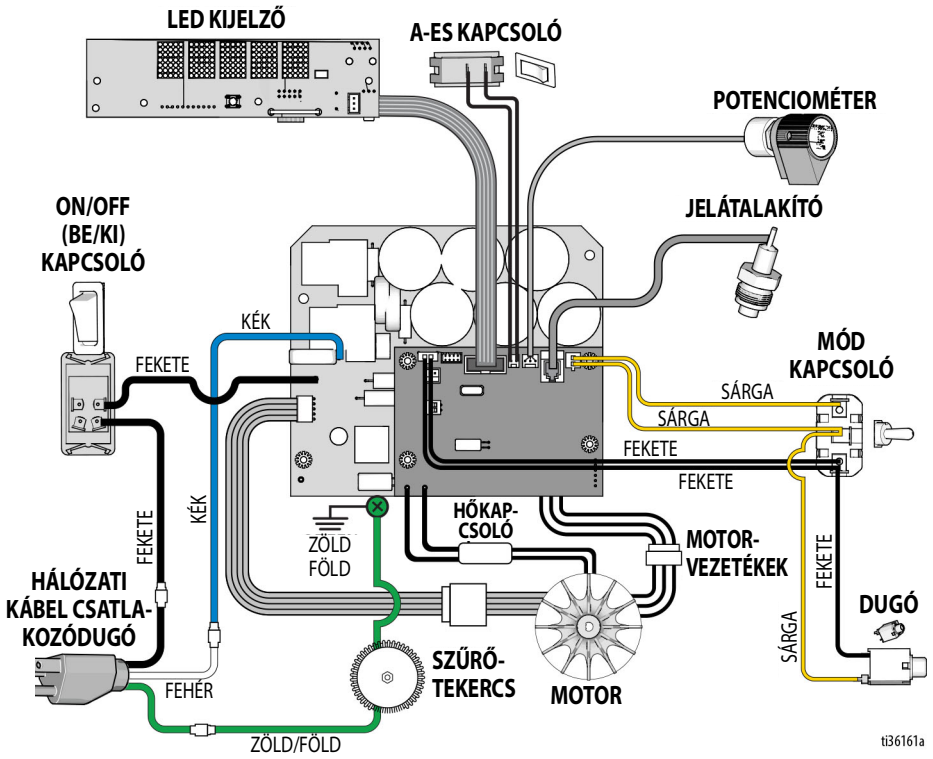 LED KIJELZŐ
A-ES KAPCSOLÓ
POTENCIOMÉTER
JELÁTALAKÍTÓ
ON/OFF
(BE/KI)
KAPCSOLÓ
KÉK
FEKETE
MÓD
KAPCSOLÓ
SÁRGA
SÁRGA
FEKETE
FEKETE
KÉK
FEKETE
ZÖLD
FÖLD
HŐKAP-
CSOLÓ
MOTOR-
VEZETÉKEK
FEKETE
SÁRGA
DUGÓ
HÁLÓZATI
KÁBEL CSATLA-
KOZÓDUGÓ
FEHÉR
SZŰRŐ-
TEKERCS
MOTOR
ZÖLD/FÖLD
ti36161a